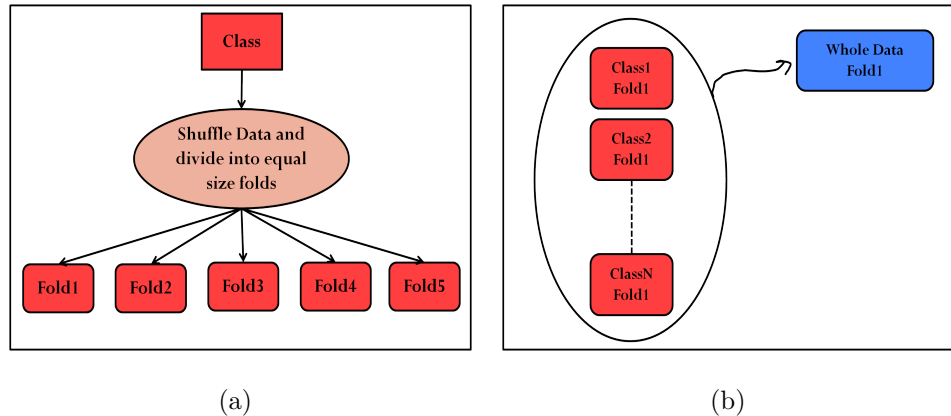 Class
Shuffle Data and
divide into equal
size folds
Fold1
Fold2
Fold3
Fold4
Fold5
(a)
Class1
Fold1
Class2
Fold1
ClassN
Fold1
Whole Data
Fold1
(b)